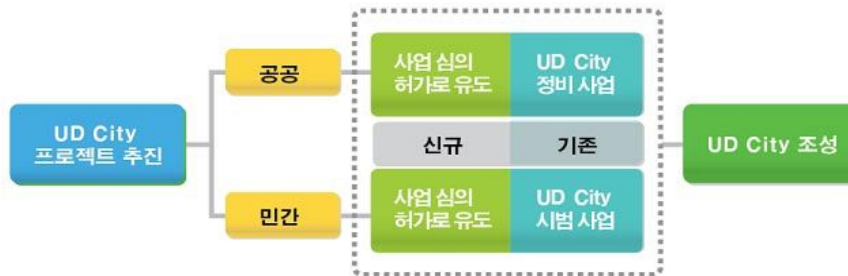 공공
사업 심의
허가로 유도
UD City
정비 사업
UD City
프로젝트 추진
신규
기존
UD City 조성
민간
사업 심의
허가로 유도
UD City
시범 사업